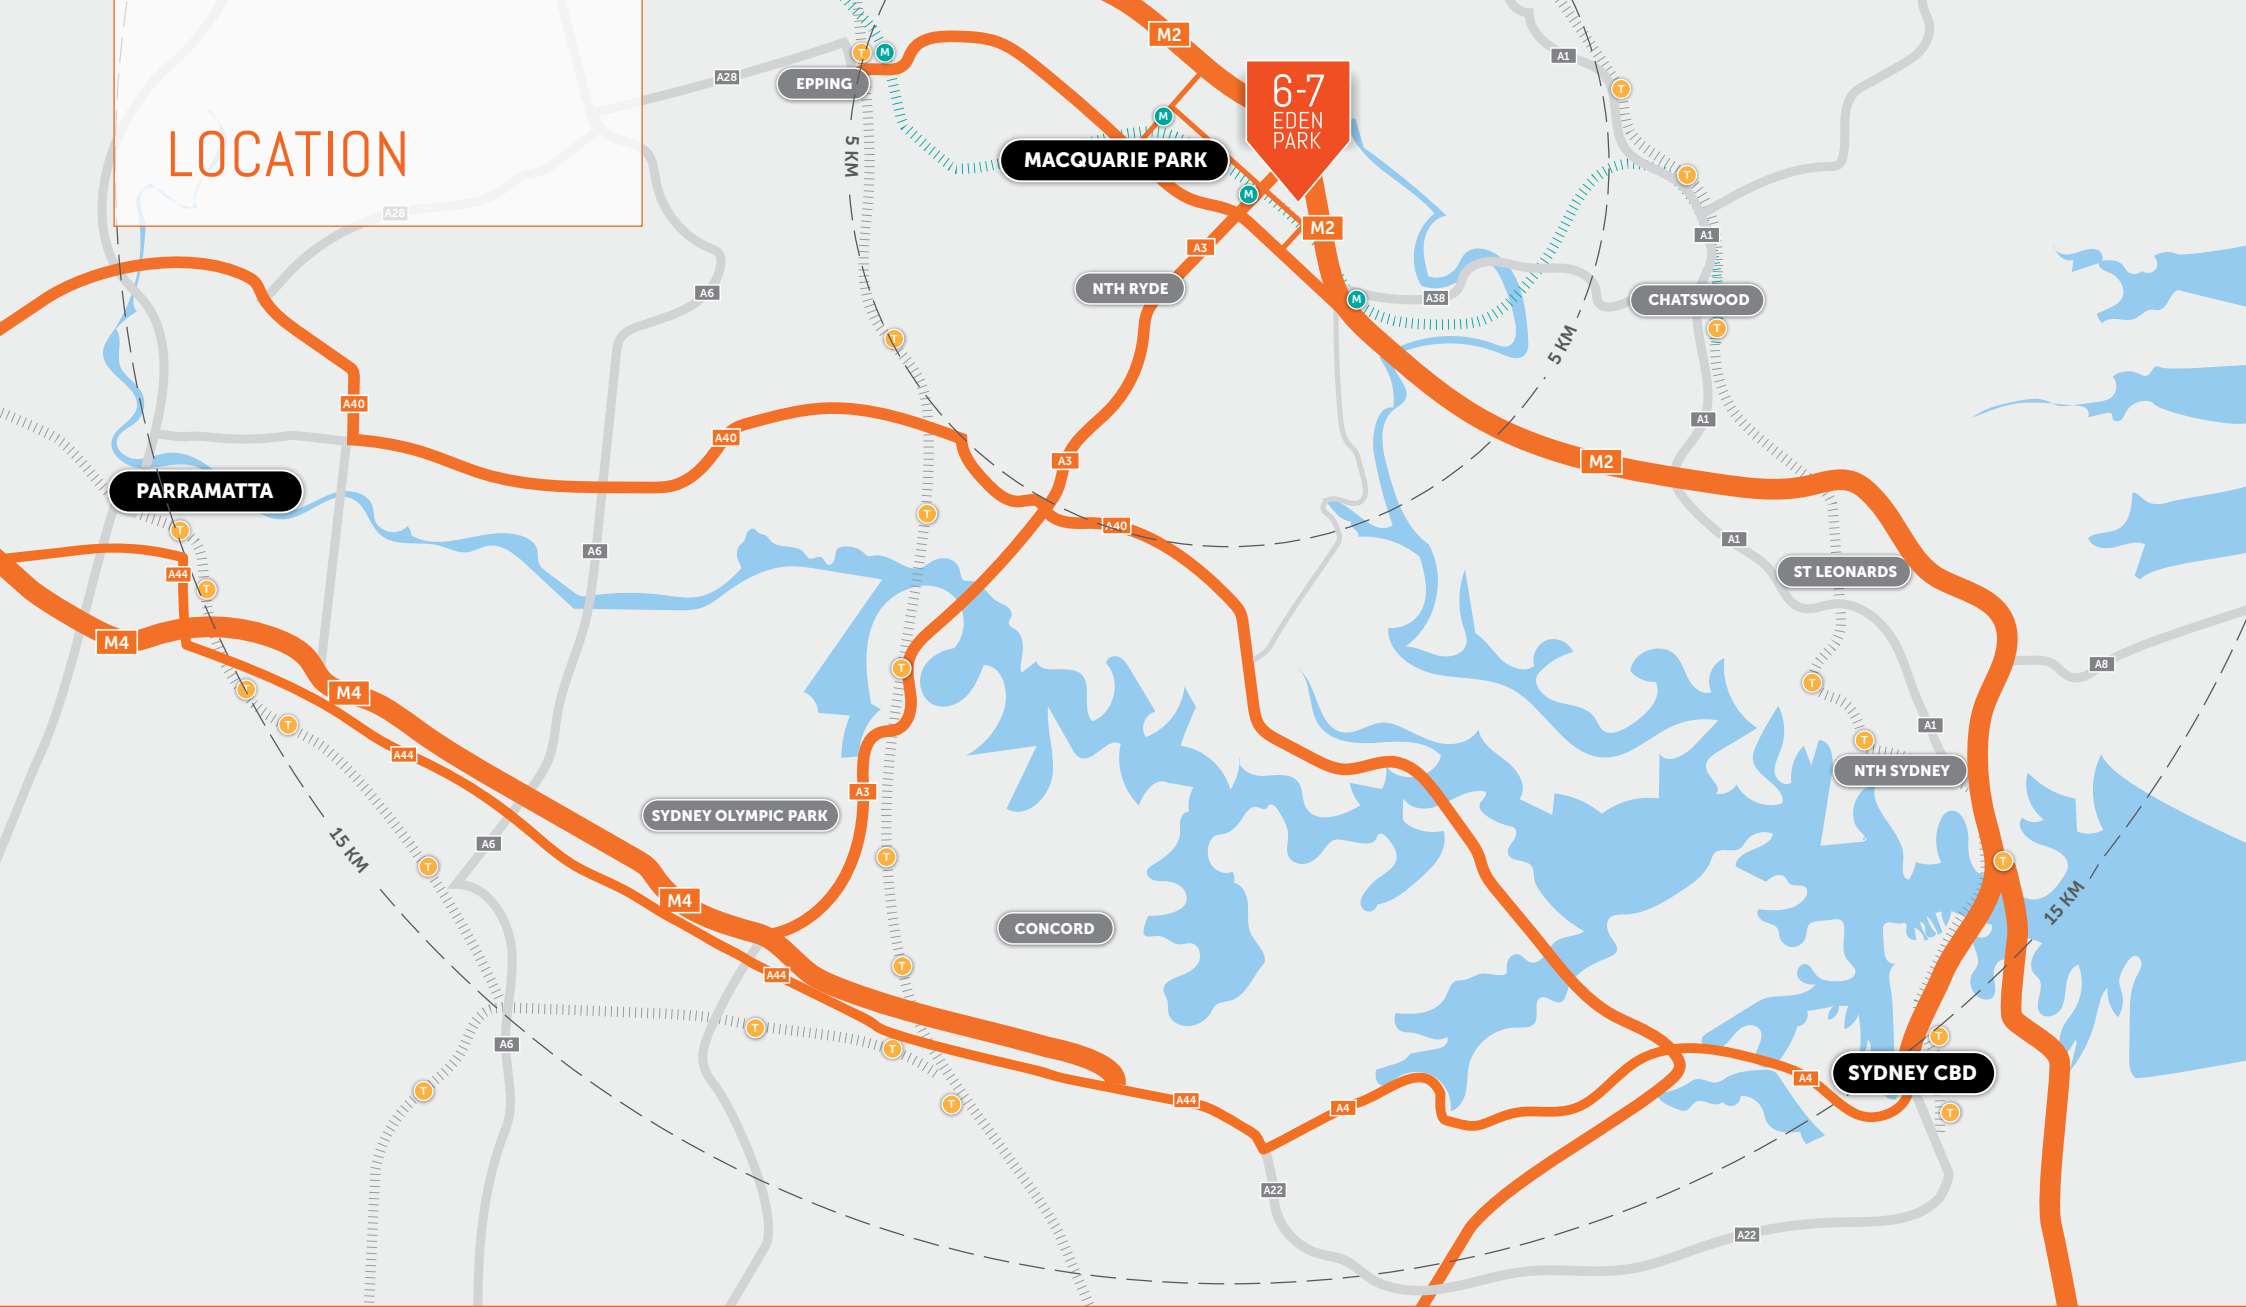 M2
T
M
A1
EPPING
A28
T
6-7
EDEN
PARK
M
5 KM
LOCATION
MACQUARIE PARK
T
M
A28
M2
A1
A3
NTH RYDE
A6
M
A38
CHATSWOOD
T
T
5 KM
A40
A1
A40
A3
M2
PARRAMATTA
T
A40
T
A1
A6
A44
ST LEONARDS
T
M4
T
A8
T
M4
T
T
A1
A44
T
NTH SYDNEY
A3
SYDNEY OLYMPIC PARK
A6
15 KM
T
T
T
M4
15 KM
CONCORD
T
A44
T
T
A6
T
SYDNEY CBD
A4
T
A44
T
A4
T
A22
A22